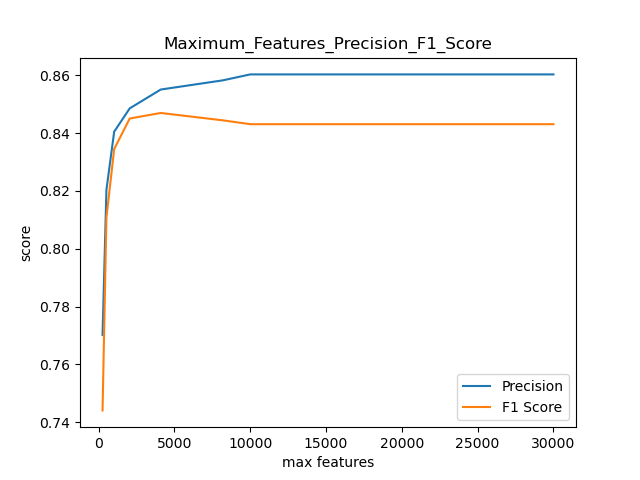 Maximum_Features_Precision_F1_Score
0.86
0.84
0.82
0.80
0.78
0.76
0.74
score
Precision
F1 Score
0 5000 10000 15000 20000 25000 30000
max features